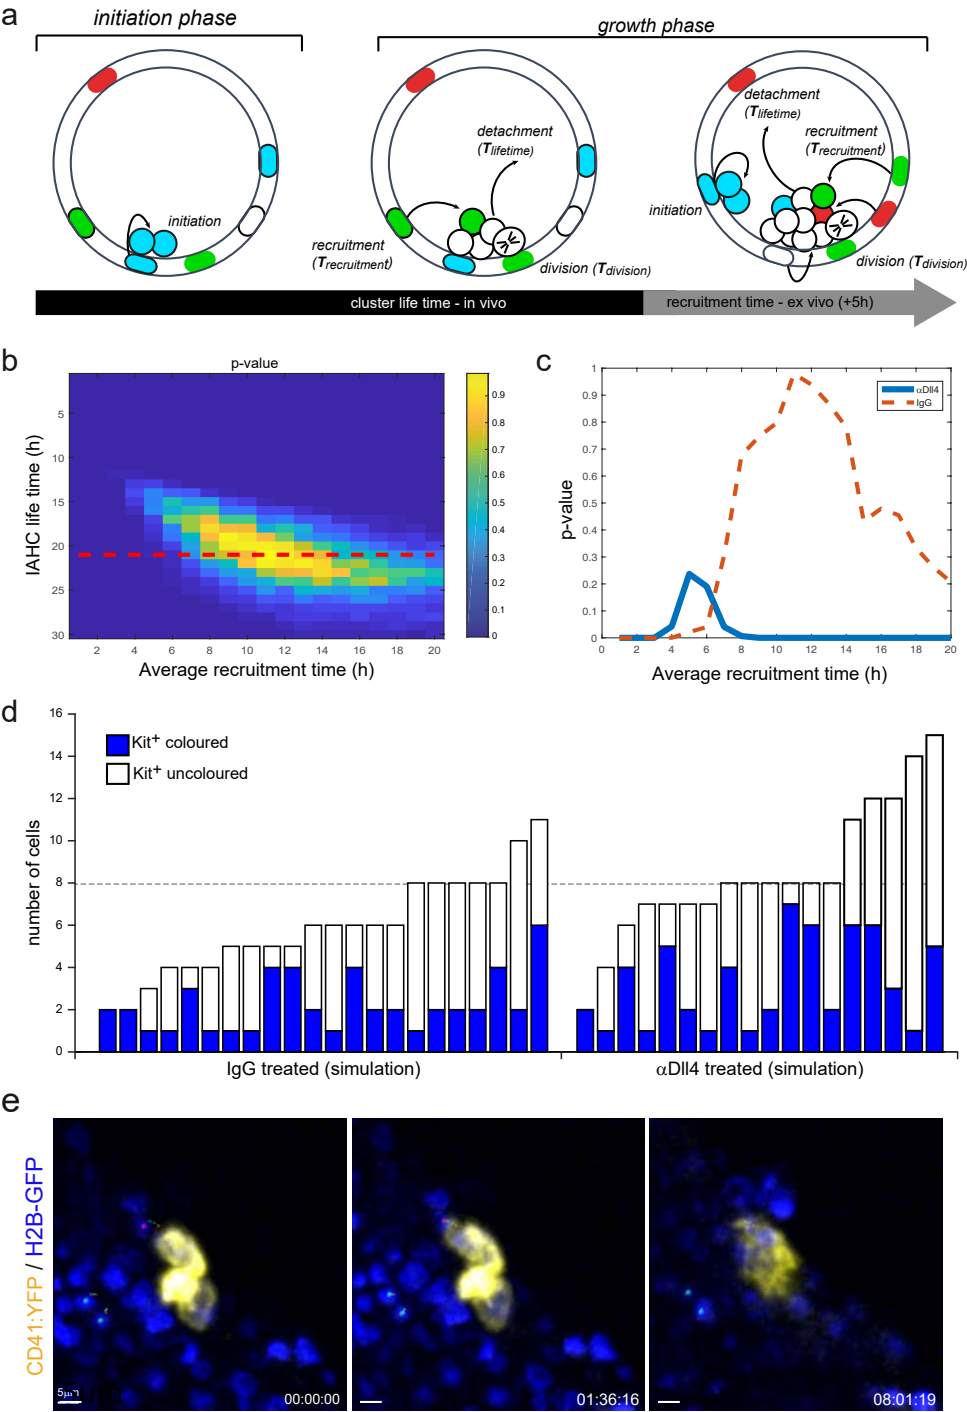 a
initiation phase
growth phase
initiation
detachment
(Tlifetime)
recruitment
(Trecruitment)
division (Tdivision)
detachment
(Tlifetime)
recruitment
(Trecruitment)
initiation
division (Tdivision)
cluster life time - in vivo
recruitment time - ex vivo (+5h)
b
p-value
IAHC life time (h)
5
10
15
20
25
30
2 4 6 8 10 12 14 16 18 20
Average recruitment time (h)
0.9
0.8
0.7
0.6
0.5
0.4
0.3
0.2
0.1
0
c
p-value
1
0.9
0.8
0.7
0.6
0.5
0.4
0.3
0.2
0.1
0
0 2 4 6 8 10 12 14 16 18 20
Average recruitment time (h)
αDll4
IgG
d
number of cells
16
14
12
10
8
6
4
2
0
Kit+ coloured
Kit+ uncoloured
IgG treated (simulation)
αDll4 treated (simulation)
e
CD41:YFP / H2B-GFP
5µm
00:00:00
01:36:16
08:01:19